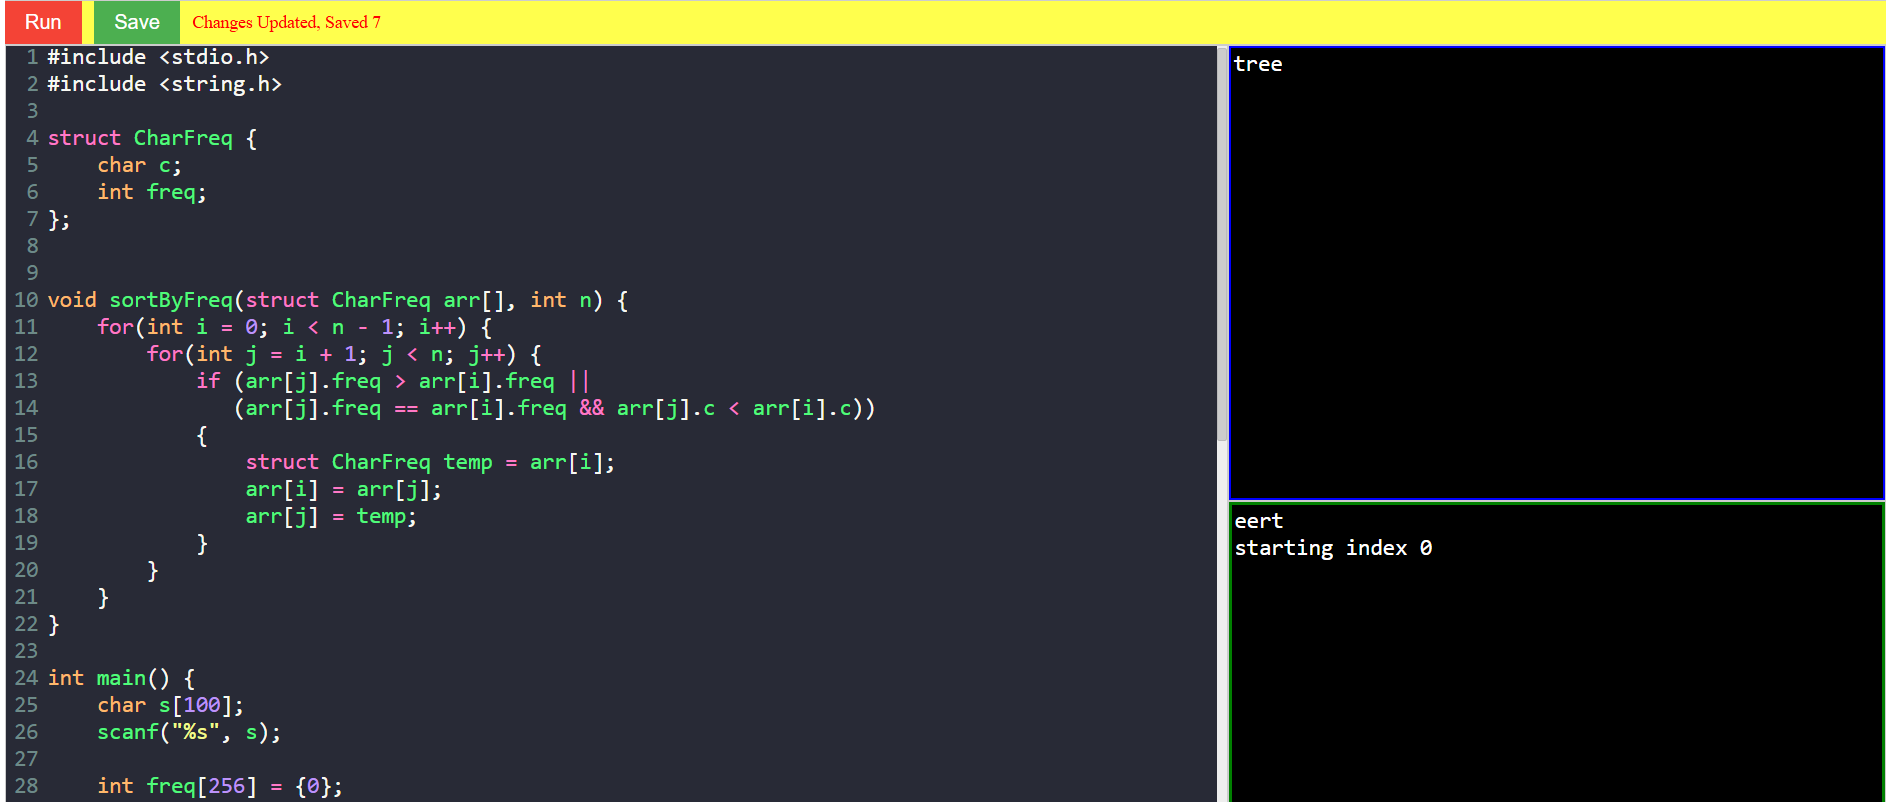 Run Save Changes Updated, Saved 7
1 #include <stdio.h>
2 #include <string.h>
3
4 struct CharFreq {
5     char c;
6     int freq;
7 };
8
9
10 void sortByFreq(struct CharFreq arr[], int n) {
11     for(int i = 0; i < n - 1; i++) {
12         for(int j = i + 1; j < n; j++) {
13             if (arr[j].freq > arr[i].freq ||
14                (arr[j].freq == arr[i].freq && arr[j].c < arr[i].c))
15             {
16                 struct CharFreq temp = arr[i];
17                 arr[i] = arr[j];
18                 arr[j] = temp;
19             }
20         }
21     }
22 }
23
24 int main() {
25     char s[100];
26     scanf("%s", s);
27
28     int freq[256] = {0};
tree
eert
starting index 0